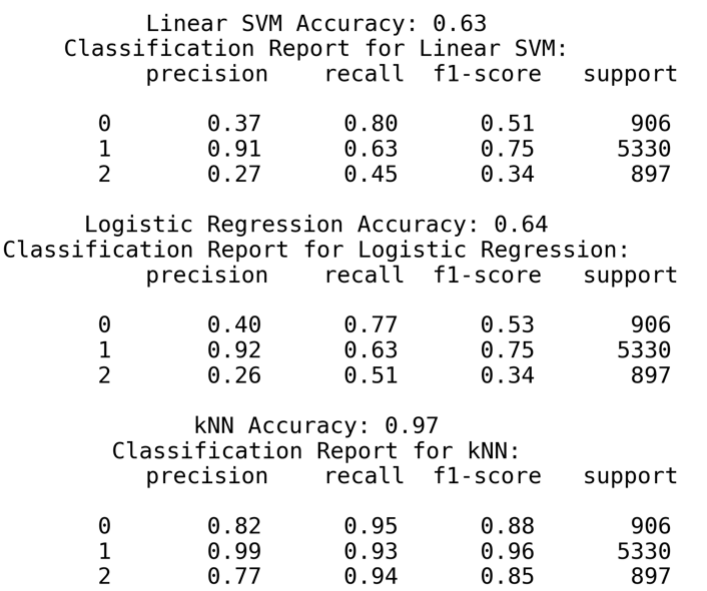 Linear SVM Accuracy: 0.63
Classification Report for Linear SVM:
precision recall f1-score support
0 0.37 0.80 0.51 906
1 0.91 0.63 0.75 5330
2 0.27 0.45 0.34 897
Logistic Regression Accuracy: 0.64
Classification Report for Logistic Regression:
precision recall f1-score support
0 0.40 0.77 0.53 906
1 0.92 0.63 0.75 5330
2 0.26 0.51 0.34 897
kNN Accuracy: 0.97
Classification Report for kNN:
precision recall f1-score support
0 0.82 0.95 0.88 906
1 0.99 0.93 0.96 5330
2 0.77 0.94 0.85 897